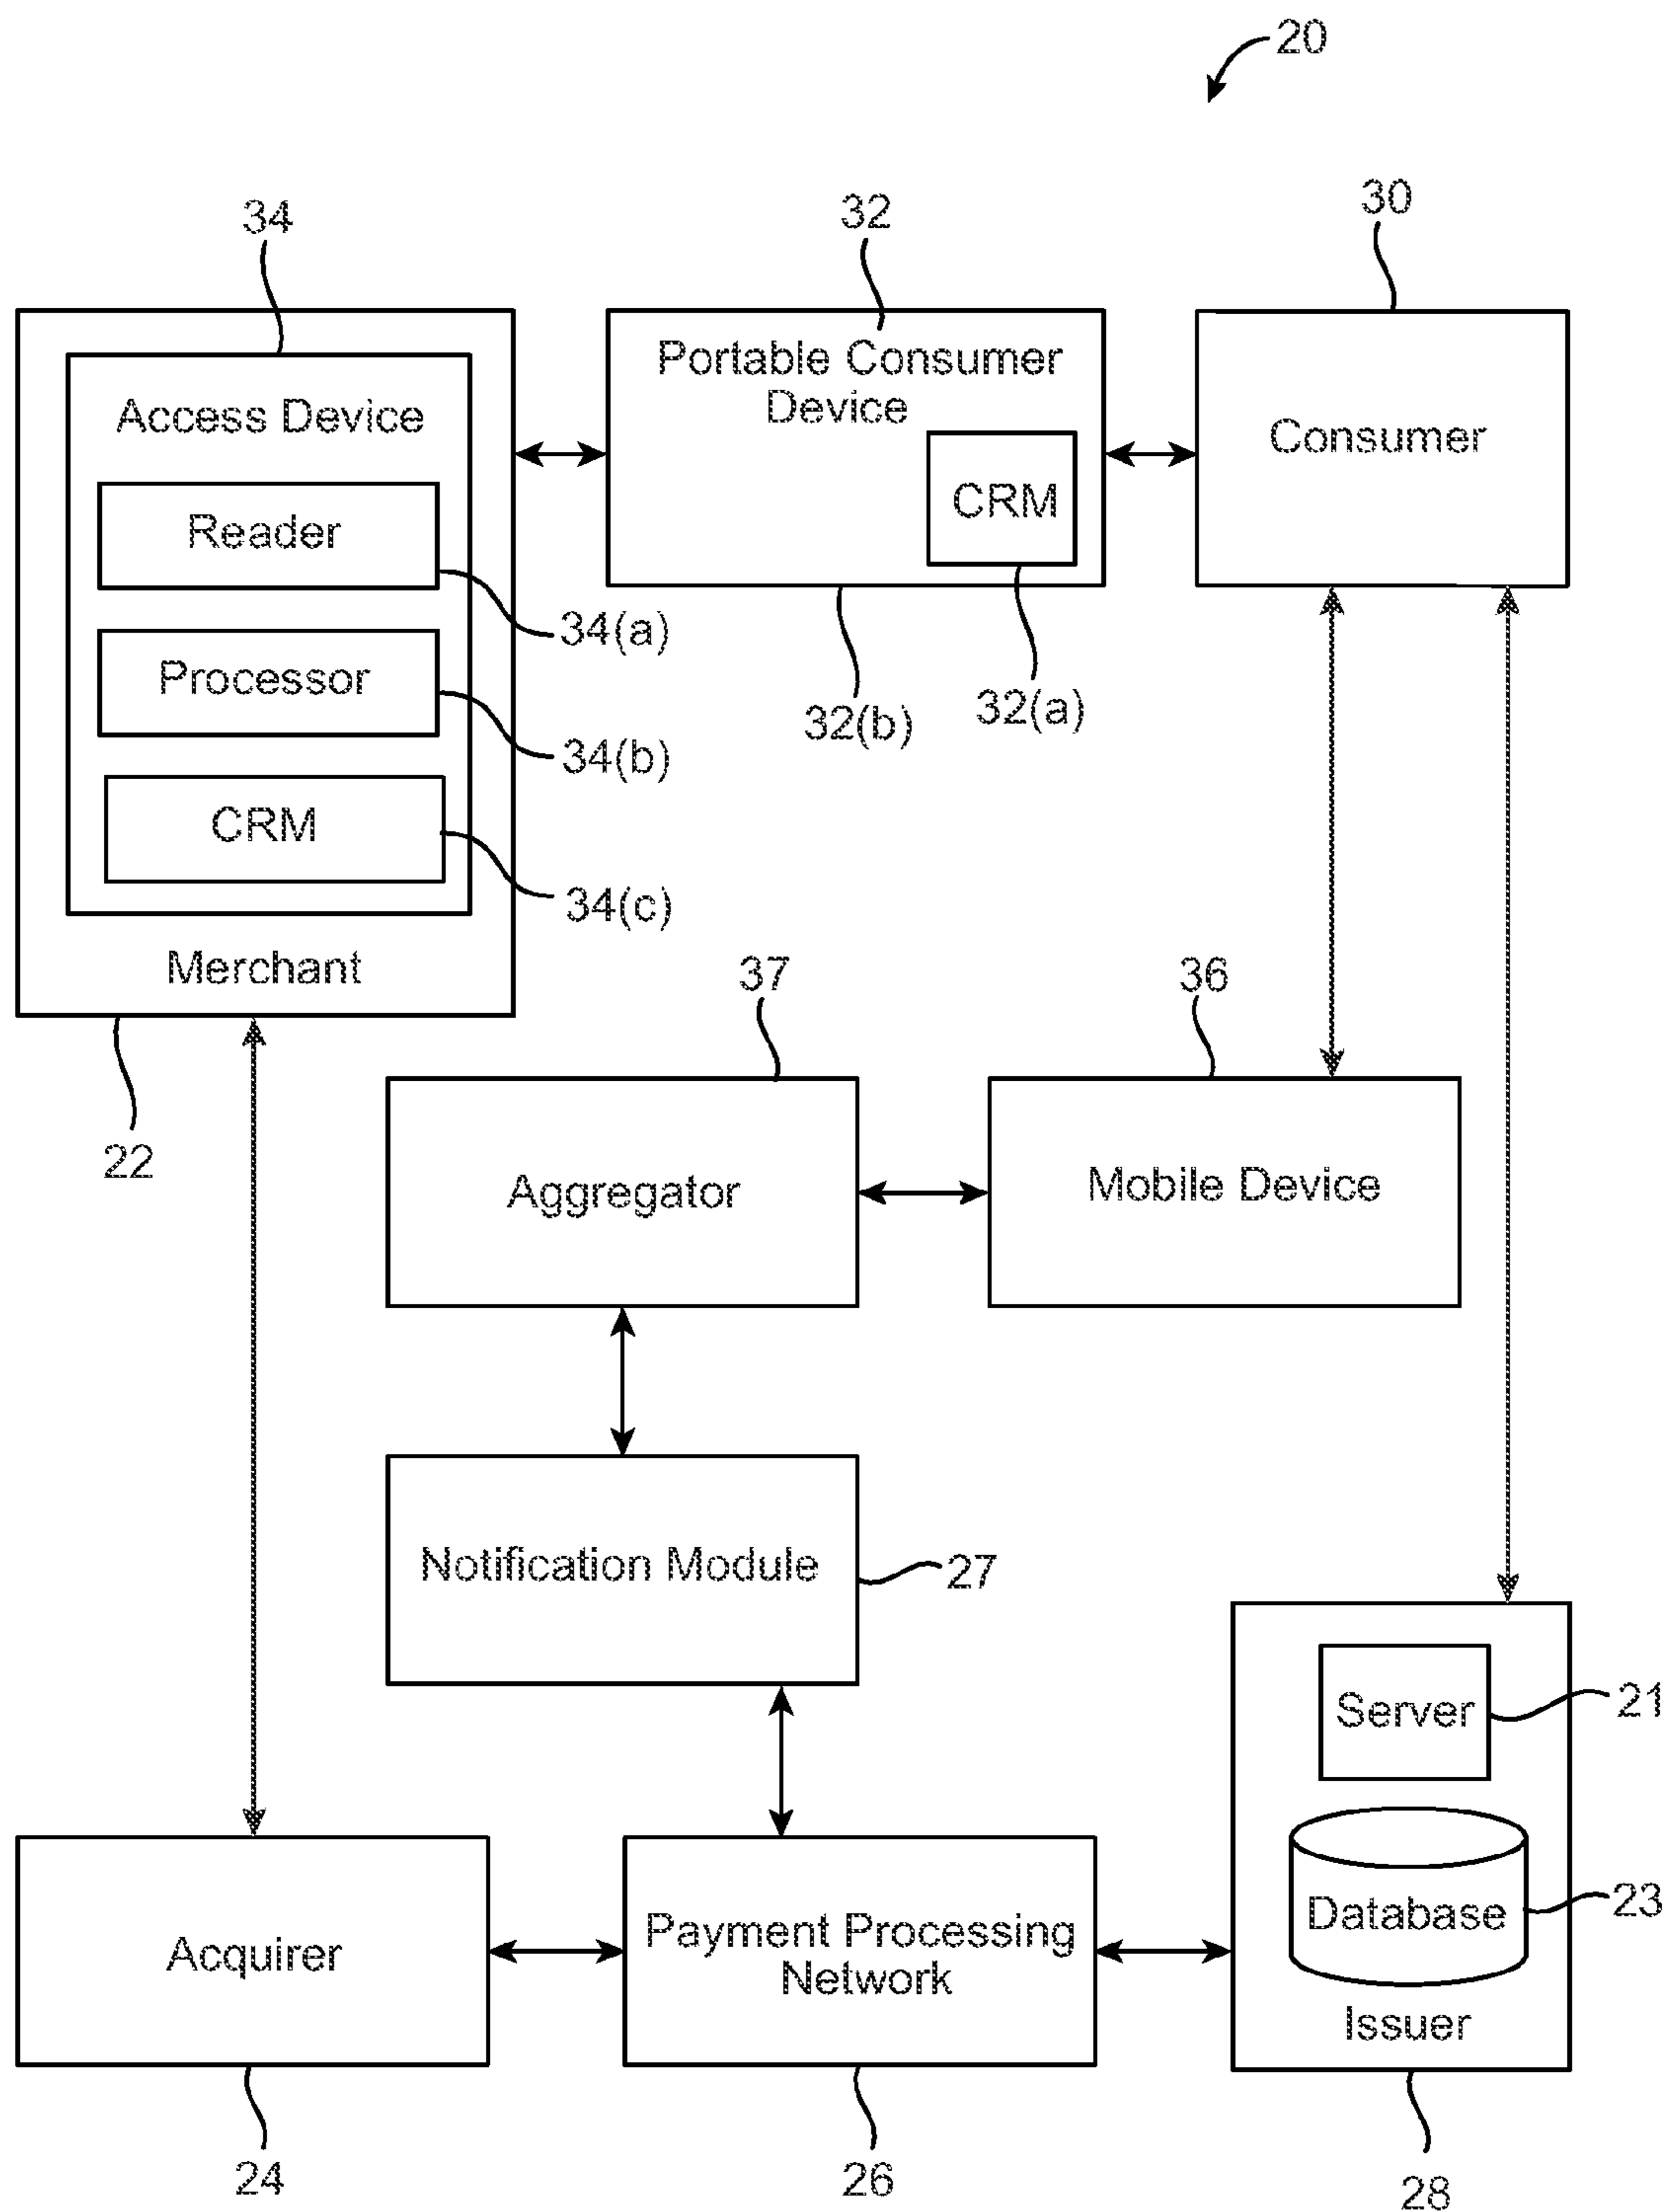 20
34
32
30
Access Device
Reader
Processor
CRM
Merchant
34(a)
34(b)
34(c)
22
Portable Consumer
Device
CRM
32(b)
32(a)
Consumer
37
36
Aggregator
Mobile Device
Notification Module
27
Server
21
Database
23
Issuer
Acquirer
Payment Processing
Network
24
26
28